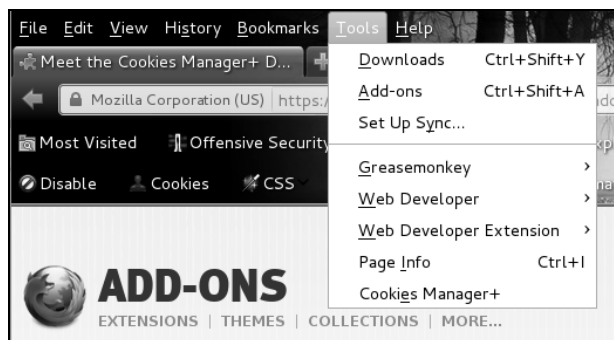 File Edit View History Bookmarks Tools Help
Meet the Cookies Manager+ D...
Mozilla Corporation (US) https:/
Most Visited Offensive Security
Disable Cookies CSS
Downloads Ctrl+Shift+Y
Add-ons Ctrl+Shift+A
Set Up Sync...
Greasemonkey
Web Developer
Web Developer Extension
Page Info Ctrl+I
Cookies Manager+
ADD-ONS
EXTENSIONS | THEMES | COLLECTIONS | MORE...